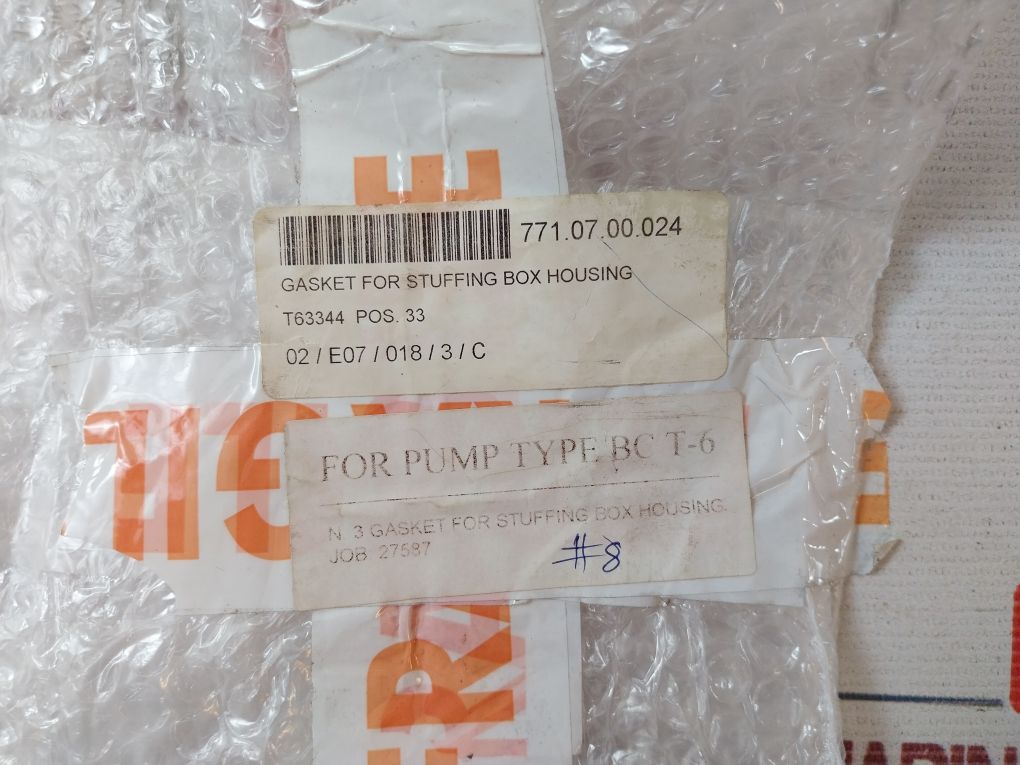 771.07.00.024
GASKET FOR STUFFING BOX HOUSING
T63344 POS. 33
02 / E07 / 018 / 3 / C
FOR PUMP TYPE BC T-6
N. 3 GASKET FOR STUFFING BOX HOUSING.
JOB 27587
#8